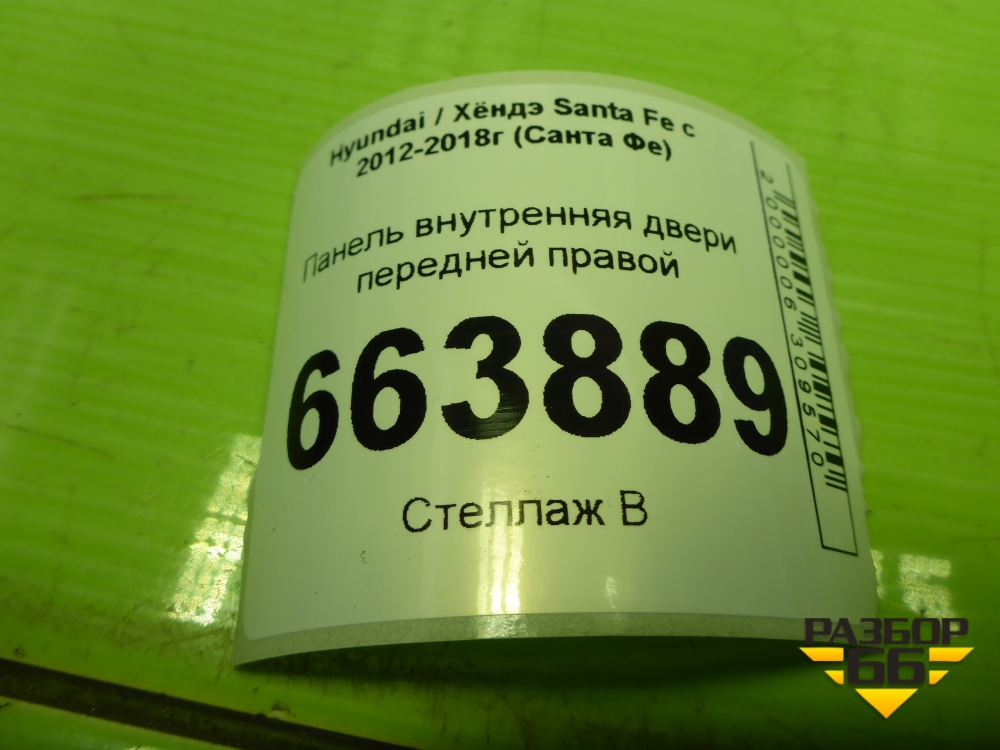 Hyundai / Хёндэ Santa Fe с
2012-2018г (Санта Фе)
Панель внутренняя двери
передней правой
663889
Стеллаж В
2000006309570
РАЗБОР
66